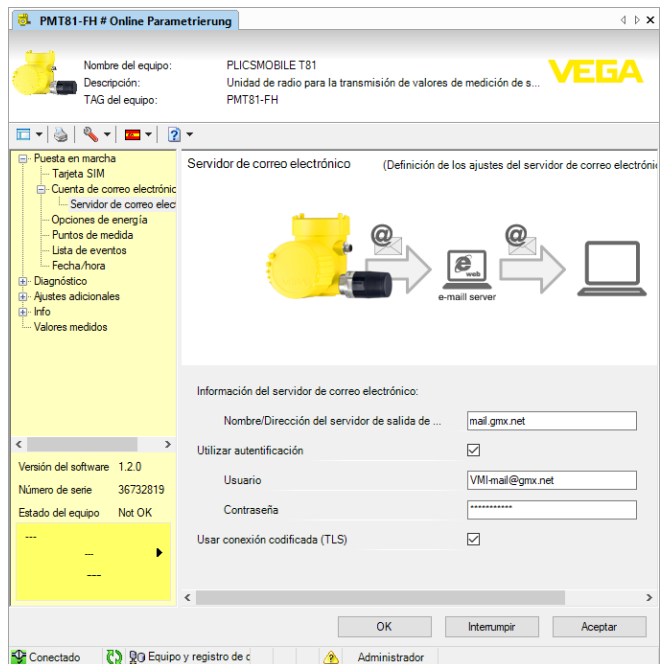 PMT81-FH # Online Parametrierung
Nombre del equipo: PLICSMOBILE T81
Descripción: Unidad de radio para la transmisión de valores de medición de s...
TAG del equipo: PMT81-FH
VEGA
Puesta en marcha
Tarjeta SIM
Cuenta de correo electrónic
Servidor de correo elec
Opciones de energía
Puntos de medida
Lista de eventos
Fecha/hora
Diagnóstico
Ajustes adicionales
Info
Valores medidos
Versión del software 1.2.0
Número de serie 36732819
Estado del equipo Not OK
---
--
---
Servidor de correo electrónico (Definición de los ajustes del servidor de correo electróni
@ @
e web
e-maill server
Información del servidor de correo electrónico:
Nombre/Dirección del servidor de salida de ... mail.gmx.net
Utilizar autentificación
Usuario VMI-mail@gmx.net
Contraseña ***********
Usar conexión codificada (TLS)
OK Interrumpir Aceptar
Conectado Equipo y registro de d Administrador